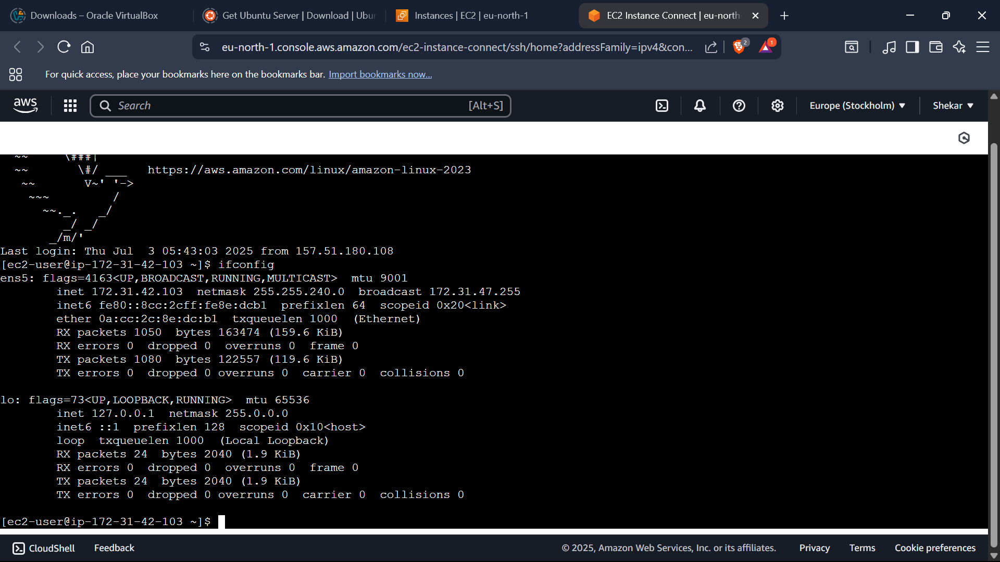 Downloads – Oracle VirtualBox
Get Ubuntu Server | Download | Ubu
Instances | EC2 | eu-north-1
EC2 Instance Connect | eu-north
eu-north-1.console.aws.amazon.com/ec2-instance-connect/ssh/home?addressFamily=ipv4&con...
2
1
For quick access, place your bookmarks here on the bookmarks bar. Import bookmarks now...
aws
Search
[Alt+S]
Europe (Stockholm)
Shekar
~~      \###|
~~       \#/ ___   https://aws.amazon.com/linux/amazon-linux-2023
~~       V~' '->
~~~         /
~~._.   _/
_/ _/
_/m/'
Last login: Thu Jul  3 05:43:03 2025 from 157.51.180.108
[ec2-user@ip-172-31-42-103 ~]$ ifconfig
ens5: flags=4163<UP,BROADCAST,RUNNING,MULTICAST>  mtu 9001
inet 172.31.42.103  netmask 255.255.240.0  broadcast 172.31.47.255
inet6 fe80::8cc:2cff:fe8e:dcb1  prefixlen 64  scopeid 0x20<link>
ether 0a:cc:2c:8e:dc:b1  txqueuelen 1000  (Ethernet)
RX packets 1050  bytes 163474 (159.6 KiB)
RX errors 0  dropped 0  overruns 0  frame 0
TX packets 1080  bytes 122557 (119.6 KiB)
TX errors 0  dropped 0 overruns 0  carrier 0  collisions 0
lo: flags=73<UP,LOOPBACK,RUNNING>  mtu 65536
inet 127.0.0.1  netmask 255.0.0.0
inet6 ::1  prefixlen 128  scopeid 0x10<host>
loop  txqueuelen 1000  (Local Loopback)
RX packets 24  bytes 2040 (1.9 KiB)
RX errors 0  dropped 0  overruns 0  frame 0
TX packets 24  bytes 2040 (1.9 KiB)
TX errors 0  dropped 0 overruns 0  carrier 0  collisions 0
[ec2-user@ip-172-31-42-103 ~]$
CloudShell
Feedback
© 2025, Amazon Web Services, Inc. or its affiliates.
Privacy
Terms
Cookie preferences